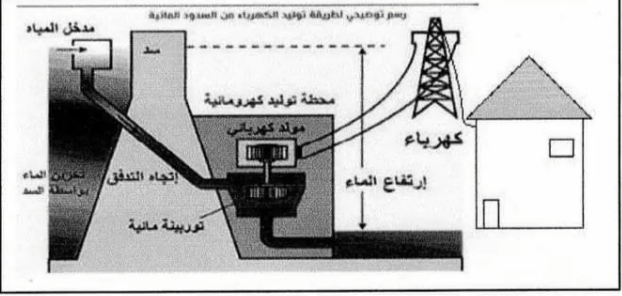 رسم توضيحي لطريقة توليد الكهرباء من السدود المائية
مدخل المياه
سد
محطة توليد كهرومائية
مولد كهربائي
كهرباء
إرتفاع الماء
تخزين الماء
بواسطة السد
إتجاه التدفق
توربينة مائية